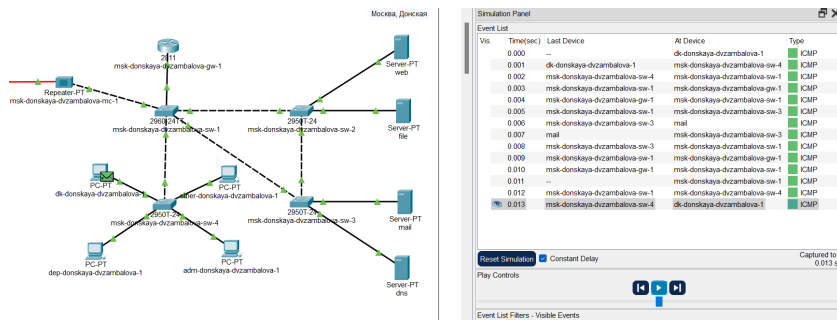 Москва, Донская
2811
msk-donskaya-dvzambalova-gw-1
Server-PT
web
Repeater-PT
msk-donskaya-dvzambalova-mc-1
2960-24TT
msk-donskaya-dvzambalova-sw-1
2950T-24
msk-donskaya-dvzambalova-sw-2
Server-PT
file
PC-PT
dk-donskaya-dvzambalova-1
PC-PT
other-donskaya-dvzambalova-1
2950T-24
msk-donskaya-dvzambalova-sw-4
2950T-24
msk-donskaya-dvzambalova-sw-3
Server-PT
mail
PC-PT
dep-donskaya-dvzambalova-1
PC-PT
adm-donskaya-dvzambalova-1
Server-PT
dns
Simulation Panel
Event List
Vis. Time(sec) Last Device At Device Type
0.000 -- dk-donskaya-dvzambalova-1 ICMP
0.001 dk-donskaya-dvzambalova-1 msk-donskaya-dvzambalova-sw-4 ICMP
0.002 msk-donskaya-dvzambalova-sw-4 msk-donskaya-dvzambalova-sw-1 ICMP
0.003 msk-donskaya-dvzambalova-sw-1 msk-donskaya-dvzambalova-gw-1 ICMP
0.004 msk-donskaya-dvzambalova-gw-1 msk-donskaya-dvzambalova-sw-1 ICMP
0.005 msk-donskaya-dvzambalova-sw-1 msk-donskaya-dvzambalova-sw-3 ICMP
0.006 msk-donskaya-dvzambalova-sw-3 mail ICMP
0.007 mail msk-donskaya-dvzambalova-sw-3 ICMP
0.008 msk-donskaya-dvzambalova-sw-3 msk-donskaya-dvzambalova-sw-1 ICMP
0.009 msk-donskaya-dvzambalova-sw-1 msk-donskaya-dvzambalova-gw-1 ICMP
0.010 msk-donskaya-dvzambalova-gw-1 msk-donskaya-dvzambalova-sw-1 ICMP
0.011 -- msk-donskaya-dvzambalova-sw-1 ICMP
0.012 msk-donskaya-dvzambalova-sw-1 msk-donskaya-dvzambalova-sw-4 ICMP
0.013 msk-donskaya-dvzambalova-sw-4 dk-donskaya-dvzambalova-1 ICMP
Reset Simulation Constant Delay Captured to
0.013 s
Play Controls
Event List Filters - Visible Events